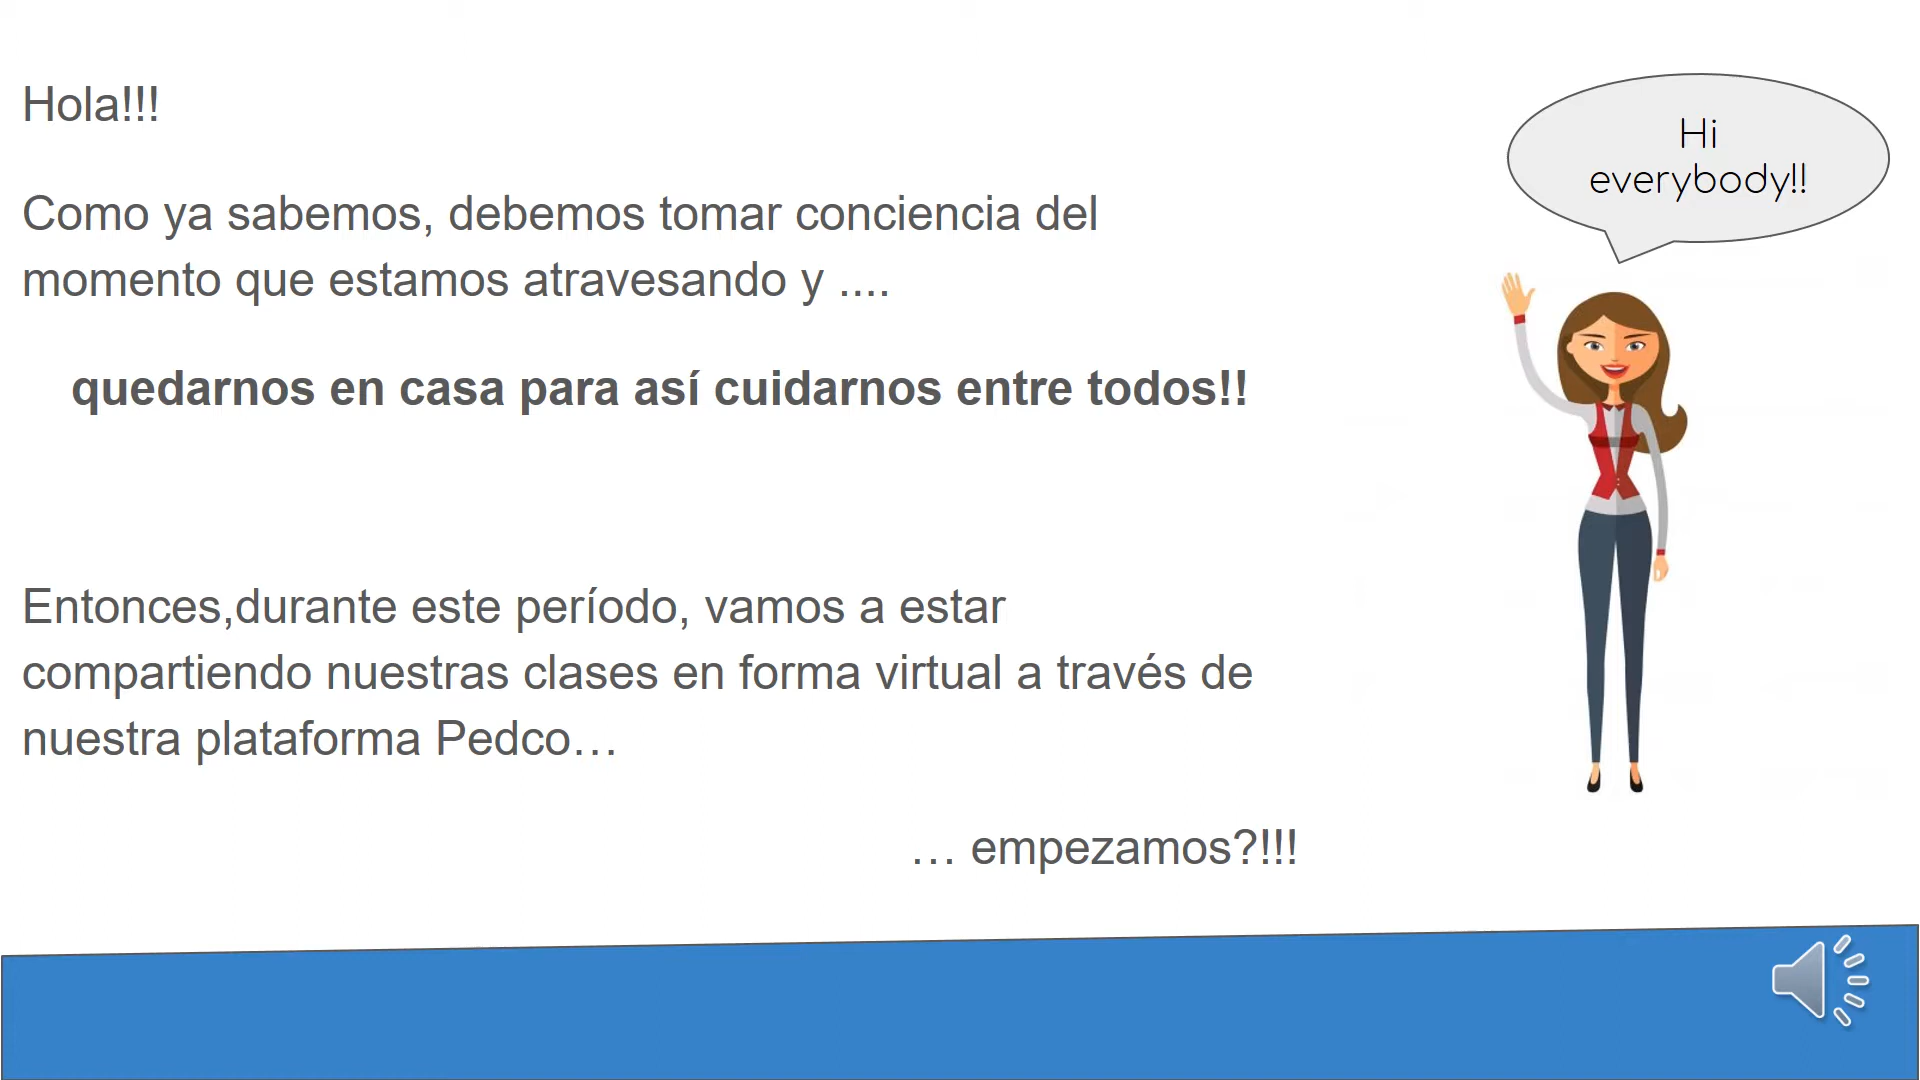 Hola!!!
Hi
everybody!!
Como ya sabemos, debemos tomar conciencia del
momento que estamos atravesando y ....
quedarnos en casa para así cuidarnos entre todos!!
Entonces,durante este período, vamos a estar
compartiendo nuestras clases en forma virtual a través de
nuestra plataforma Pedco…
… empezamos?!!!